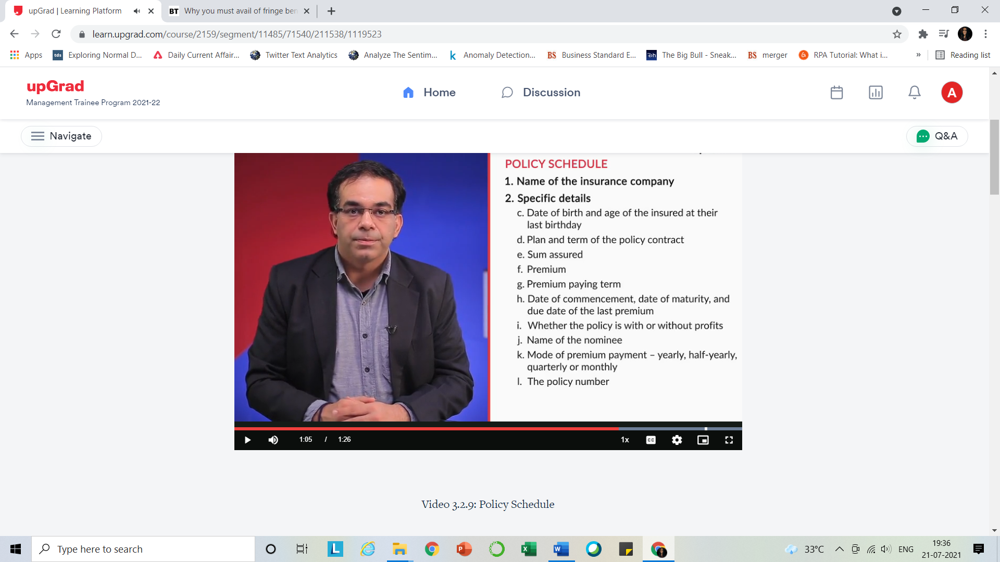 upGrad | Learning Platform
BT Why you must avail of fringe ben
learn.upgrad.com/course/2159/segment/11485/71540/211538/1119523
Apps
tds Exploring Normal D...
Daily Current Affair...
Twitter Text Analytics
Analyze The Sentim...
k Anomaly Detection...
BS Business Standard E...
Dh The Big Bull - Sneak...
BS merger
RPA Tutorial: What i...
»
Reading list
upGrad
Management Trainee Program 2021-22
Home
Discussion
A
Navigate
Q&A
POLICY SCHEDULE
1. Name of the insurance company
2. Specific details
c. Date of birth and age of the insured at their
last birthday
d. Plan and term of the policy contract
e. Sum assured
f. Premium
g. Premium paying term
h. Date of commencement, date of maturity, and
due date of the last premium
i. Whether the policy is with or without profits
j. Name of the nominee
k. Mode of premium payment – yearly, half-yearly,
quarterly or monthly
l. The policy number
1:05 / 1:26
1x
CC
Video 3.2.9: Policy Schedule
Type here to search
33°C
ENG
19:36
21-07-2021